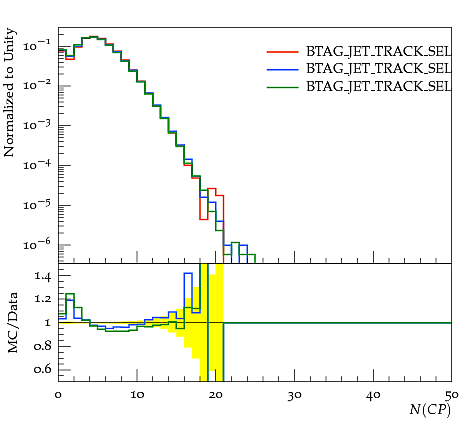 Normalized to Unity
10−1
10−2
10−3
10−4
10−5
10−6
BTAG_JET_TRACK_SEL
BTAG_JET_TRACK_SEL
BTAG_JET_TRACK_SEL
MC/Data
1.4
1.2
1
0.8
0.6
0 10 20 30 40 50
N(CP)